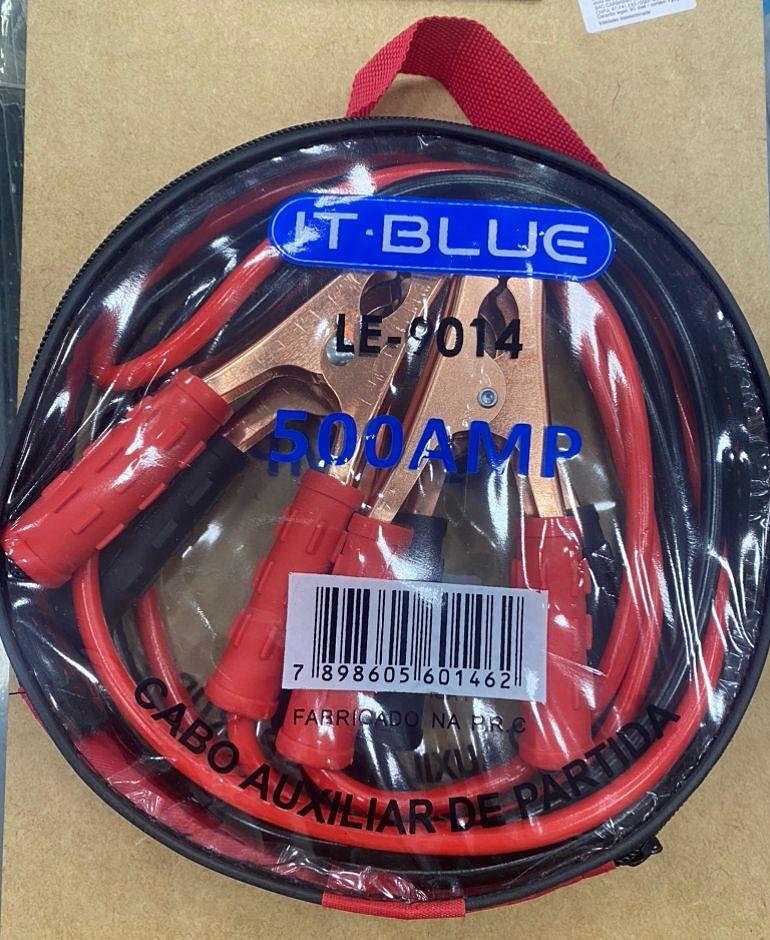 IT·BLUE
LE-9014
500AMP
7 898605 601462
FABRICADO NA P.R.C
CABO AUXILIAR DE PARTIDA